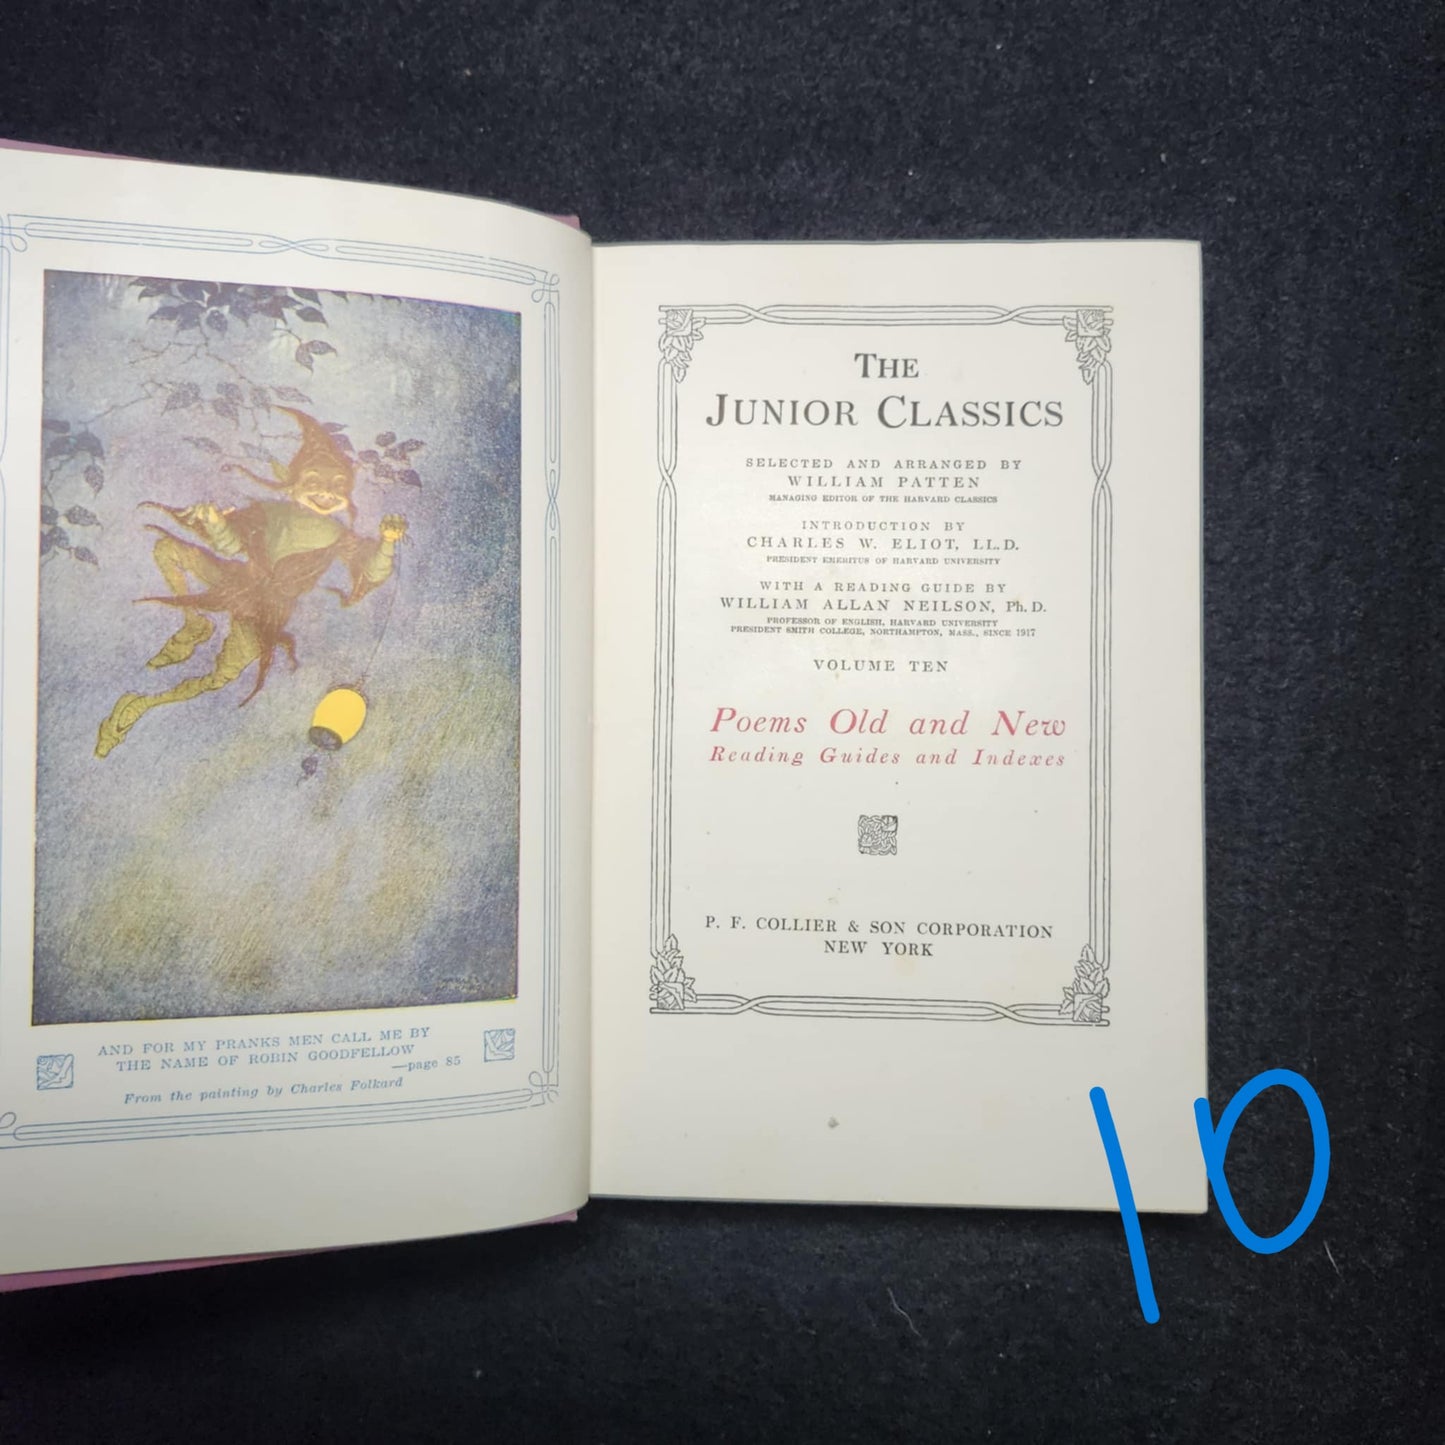 AND FOR MY PRANKS MEN CALL ME BY
THE NAME OF ROBIN GOODFELLOW
—page 85
From the painting by Charles Folkard
THE
JUNIOR CLASSICS
SELECTED AND ARRANGED BY
WILLIAM PATTEN
MANAGING EDITOR OF THE HARVARD CLASSICS
INTRODUCTION BY
CHARLES W. ELIOT, LL.D.
PRESIDENT EMERITUS OF HARVARD UNIVERSITY
WITH A READING GUIDE BY
WILLIAM ALLAN NEILSON, Ph.D.
PROFESSOR OF ENGLISH, HARVARD UNIVERSITY
PRESIDENT SMITH COLLEGE, NORTHAMPTON, MASS., SINCE 1917
VOLUME TEN
Poems Old and New
Reading Guides and Indexes
P. F. COLLIER & SON CORPORATION
NEW YORK
10